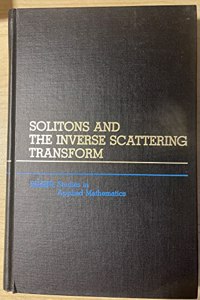 SOLITONS AND
THE INVERSE SCATTERING
TRANSFORM
Studies in
Applied Mathematics